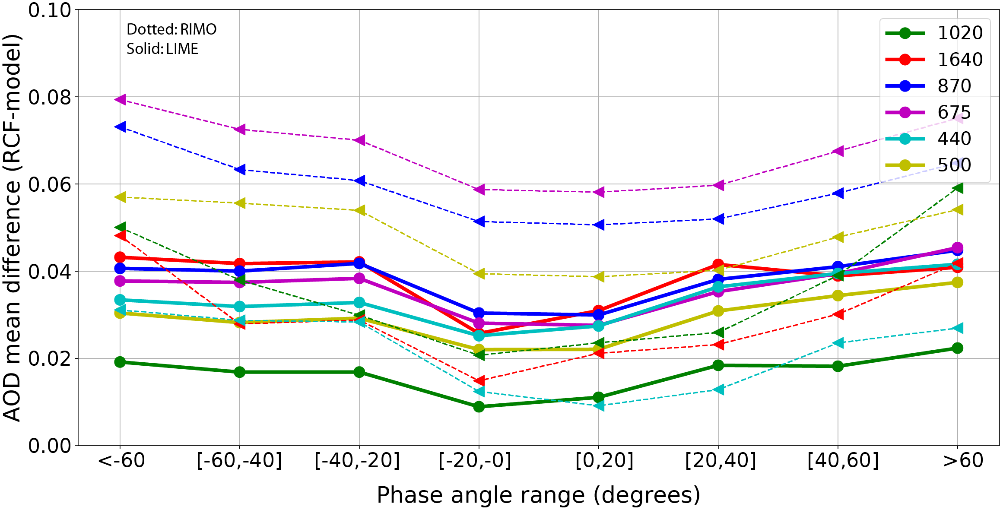 AOD mean difference (RCF-model)
0.10
0.08
0.06
0.04
0.02
0.00
Dotted: RIMO
Solid: LIME
1020
1640
870
675
440
500
<-60 [-60,-40] [-40,-20] [-20,-0] [0,20] [20,40] [40,60] >60
Phase angle range (degrees)